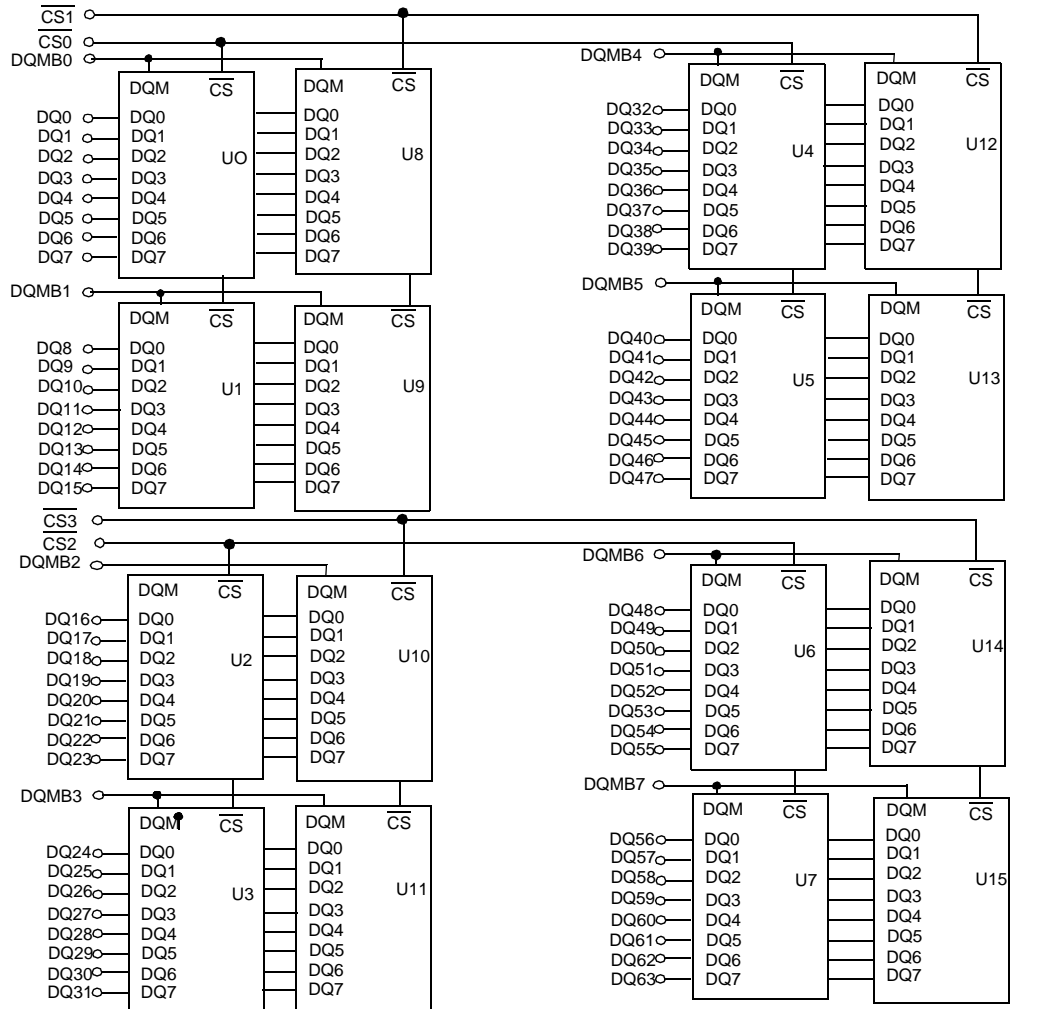 CS1
CS0
DQMB0
DQM CS
DQM CS
DQ0 DQ0 DQ0
DQ1 DQ1 DQ1
DQ2 DQ2 UO DQ2 U8
DQ3 DQ3 DQ3
DQ4 DQ4 DQ4
DQ5 DQ5 DQ5
DQ6 DQ6 DQ6
DQ7 DQ7 DQ7
DQMB1
DQM CS
DQM CS
DQ8 DQ0 DQ0
DQ9 DQ1 DQ1
DQ10 DQ2 U1 DQ2 U9
DQ11 DQ3 DQ3
DQ12 DQ4 DQ4
DQ13 DQ5 DQ5
DQ14 DQ6 DQ6
DQ15 DQ7 DQ7
DQMB4
DQM CS
DQM CS
DQ32 DQ0 DQ0
DQ33 DQ1 DQ1
DQ34 DQ2 U4 DQ2 U12
DQ35 DQ3 DQ3
DQ36 DQ4 DQ4
DQ37 DQ5 DQ5
DQ38 DQ6 DQ6
DQ39 DQ7 DQ7
DQMB5
DQM CS
DQM CS
DQ40 DQ0 DQ0
DQ41 DQ1 DQ1
DQ42 DQ2 U5 DQ2 U13
DQ43 DQ3 DQ3
DQ44 DQ4 DQ4
DQ45 DQ5 DQ5
DQ46 DQ6 DQ6
DQ47 DQ7 DQ7
CS3
CS2
DQMB2
DQM CS
DQM CS
DQ16 DQ0 DQ0
DQ17 DQ1 DQ1
DQ18 DQ2 U2 DQ2 U10
DQ19 DQ3 DQ3
DQ20 DQ4 DQ4
DQ21 DQ5 DQ5
DQ22 DQ6 DQ6
DQ23 DQ7 DQ7
DQMB3
DQM CS
DQM CS
DQ24 DQ0 DQ0
DQ25 DQ1 DQ1
DQ26 DQ2 U3 DQ2 U11
DQ27 DQ3 DQ3
DQ28 DQ4 DQ4
DQ29 DQ5 DQ5
DQ30 DQ6 DQ6
DQ31 DQ7 DQ7
DQMB6
DQM CS
DQM CS
DQ48 DQ0 DQ0
DQ49 DQ1 DQ1
DQ50 DQ2 U6 DQ2 U14
DQ51 DQ3 DQ3
DQ52 DQ4 DQ4
DQ53 DQ5 DQ5
DQ54 DQ6 DQ6
DQ55 DQ7 DQ7
DQMB7
DQM CS
DQM CS
DQ56 DQ0 DQ0
DQ57 DQ1 DQ1
DQ58 DQ2 U7 DQ2 U15
DQ59 DQ3 DQ3
DQ60 DQ4 DQ4
DQ61 DQ5 DQ5
DQ62 DQ6 DQ6
DQ63 DQ7 DQ7